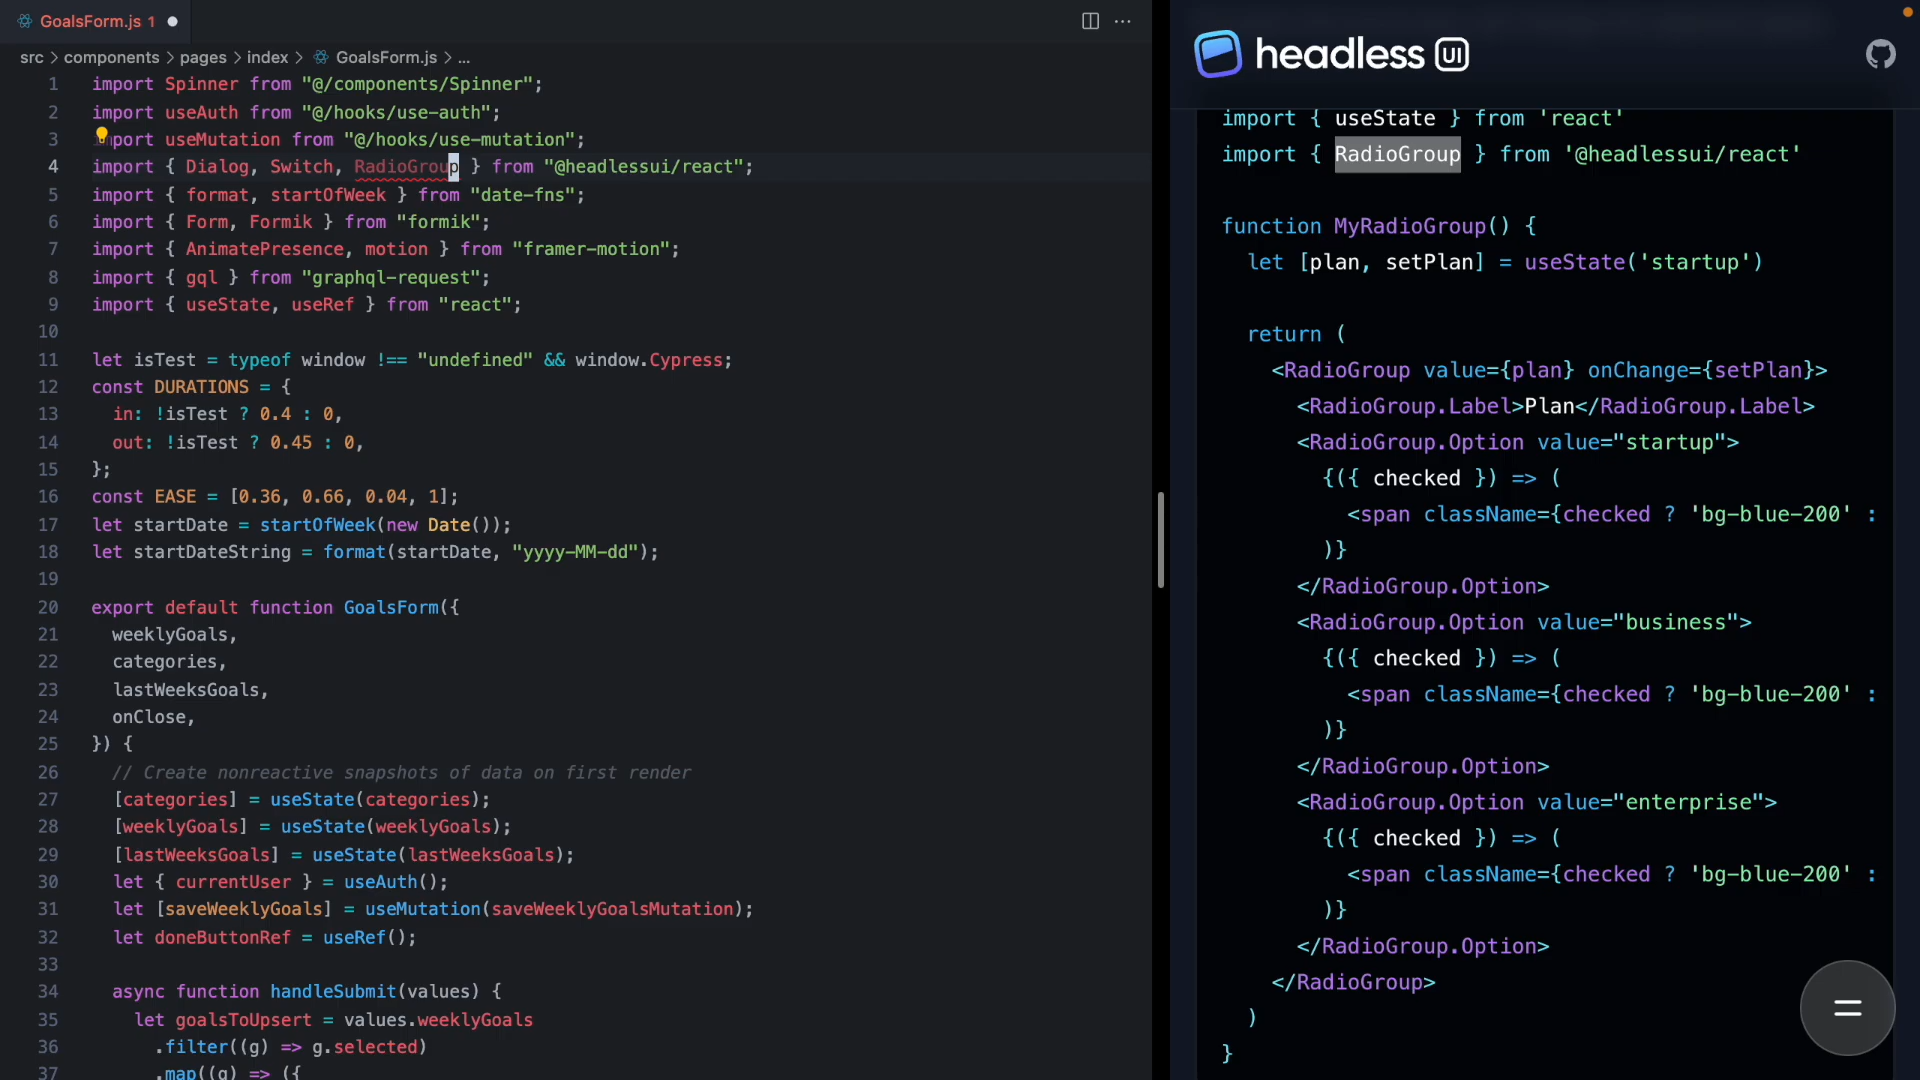 GoalsForm.js 1
src > components > pages > index > GoalsForm.js > ...
1 import Spinner from "@/components/Spinner";
2 import useAuth from "@/hooks/use-auth";
3 import useMutation from "@/hooks/use-mutation";
4 import { Dialog, Switch, RadioGroup } from "@headlessui/react";
5 import { format, startOfWeek } from "date-fns";
6 import { Form, Formik } from "formik";
7 import { AnimatePresence, motion } from "framer-motion";
8 import { gql } from "graphql-request";
9 import { useState, useRef } from "react";
10
11 let isTest = typeof window !== "undefined" && window.Cypress;
12 const DURATIONS = {
13 in: !isTest ? 0.4 : 0,
14 out: !isTest ? 0.45 : 0,
15 };
16 const EASE = [0.36, 0.66, 0.04, 1];
17 let startDate = startOfWeek(new Date());
18 let startDateString = format(startDate, "yyyy-MM-dd");
19
20 export default function GoalsForm({
21 weeklyGoals,
22 categories,
23 lastWeeksGoals,
24 onClose,
25 }) {
26 // Create nonreactive snapshots of data on first render
27 [categories] = useState(categories);
28 [weeklyGoals] = useState(weeklyGoals);
29 [lastWeeksGoals] = useState(lastWeeksGoals);
30 let { currentUser } = useAuth();
31 let [saveWeeklyGoals] = useMutation(saveWeeklyGoalsMutation);
32 let doneButtonRef = useRef();
33
34 async function handleSubmit(values) {
35 let goalsToUpsert = values.weeklyGoals
36 .filter((g) => g.selected)
37 .map((g) => ({
headless UI
import { useState } from 'react'
import { RadioGroup } from '@headlessui/react'
function MyRadioGroup() {
let [plan, setPlan] = useState('startup')
return (
<RadioGroup value={plan} onChange={setPlan}>
<RadioGroup.Label>Plan</RadioGroup.Label>
<RadioGroup.Option value="startup">
{({ checked }) => (
<span className={checked ? 'bg-blue-200' :
)}
</RadioGroup.Option>
<RadioGroup.Option value="business">
{({ checked }) => (
<span className={checked ? 'bg-blue-200' :
)}
</RadioGroup.Option>
<RadioGroup.Option value="enterprise">
{({ checked }) => (
<span className={checked ? 'bg-blue-200' :
)}
</RadioGroup.Option>
</RadioGroup>
)
}